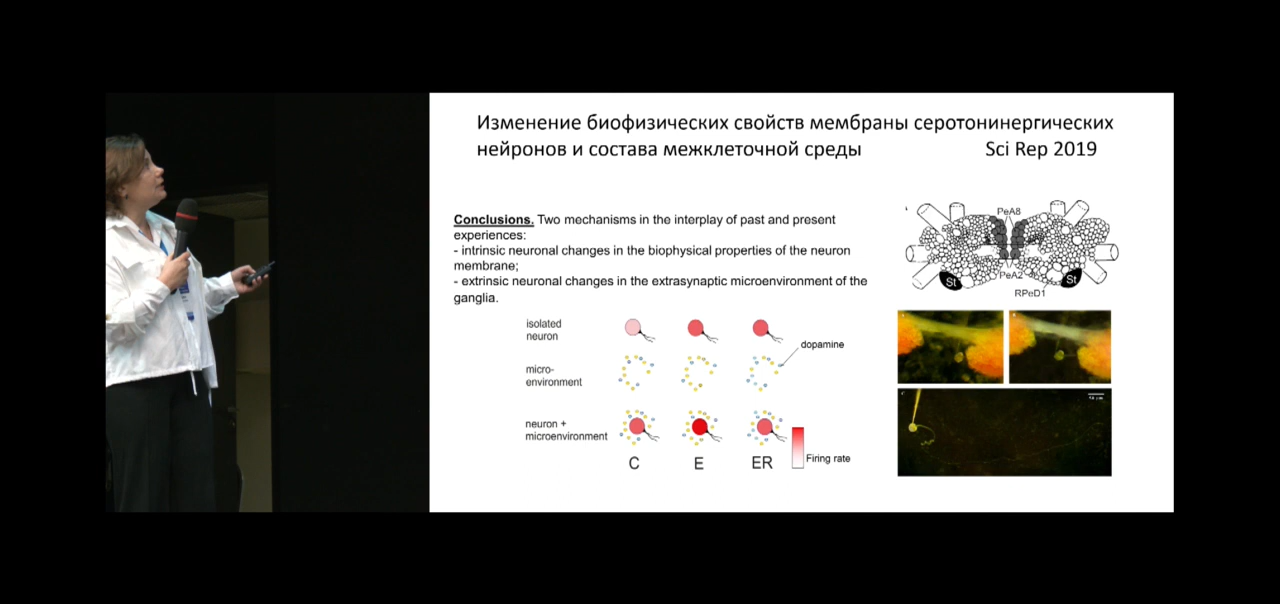 Изменение биофизических свойств мембраны серотонинергических
нейронов и состава межклеточной среды
Sci Rep 2019
Conclusions. Two mechanisms in the interplay of past and present
experiences:
- intrinsic neuronal changes in the biophysical properties of the neuron
membrane;
- extrinsic neuronal changes in the extrasynaptic microenvironment of the
ganglia.
isolated
neuron
dopamine
micro-
environment
neuron +
microenvironment
Firing rate
C
E
ER
PeA8
PeA2
St
St
RPeD1